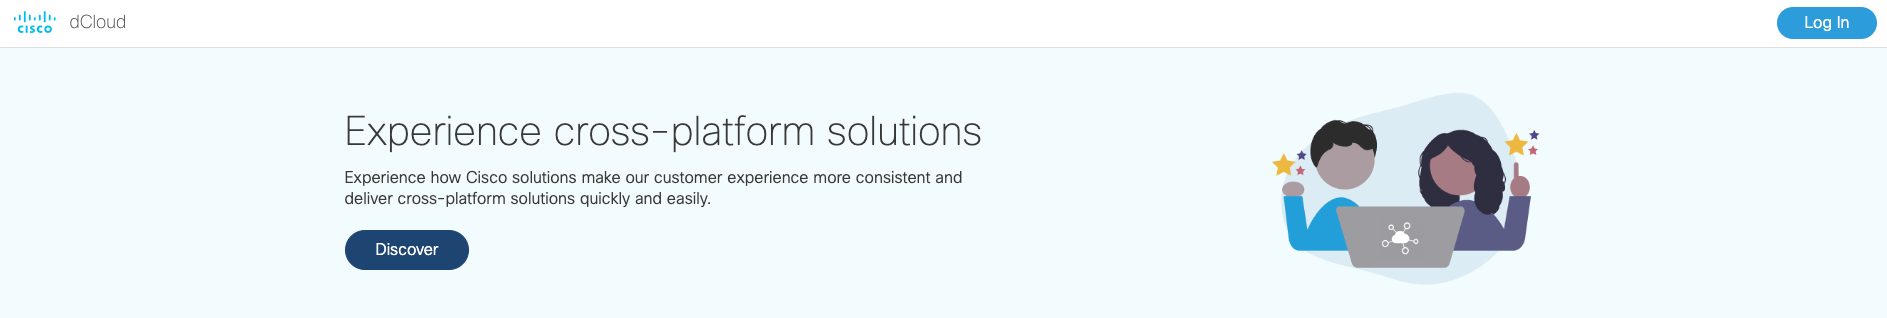 cisco dCloud
Log In
Experience cross-platform solutions
Experience how Cisco solutions make our customer experience more consistent and
deliver cross-platform solutions quickly and easily.
Discover